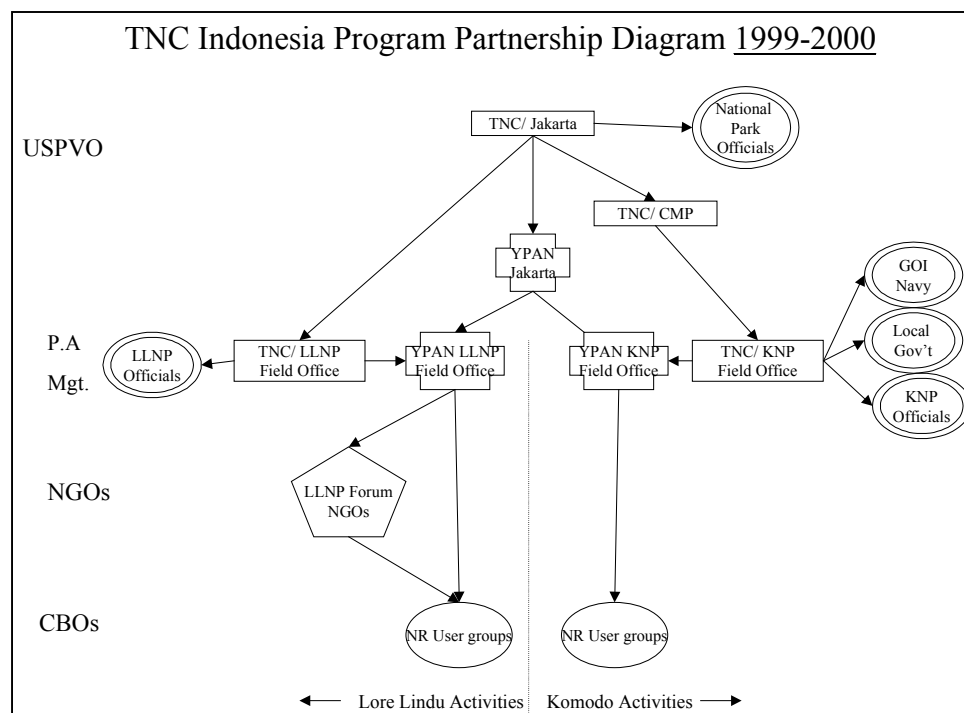 TNC Indonesia Program Partnership Diagram 1999-2000
USPVO
TNC/ Jakarta
National
Park
Officials
TNC/ CMP
YPAN
Jakarta
GOI
Navy
P.A
Mgt.
LLNP
Officials
TNC/ LLNP
Field Office
YPAN LLNP
Field Office
YPAN KNP
Field Office
TNC/ KNP
Field Office
Local
Gov't
KNP
Officials
NGOs
LLNP Forum
NGOs
CBOs
NR User groups
NR User groups
Lore Lindu Activities
Komodo Activities